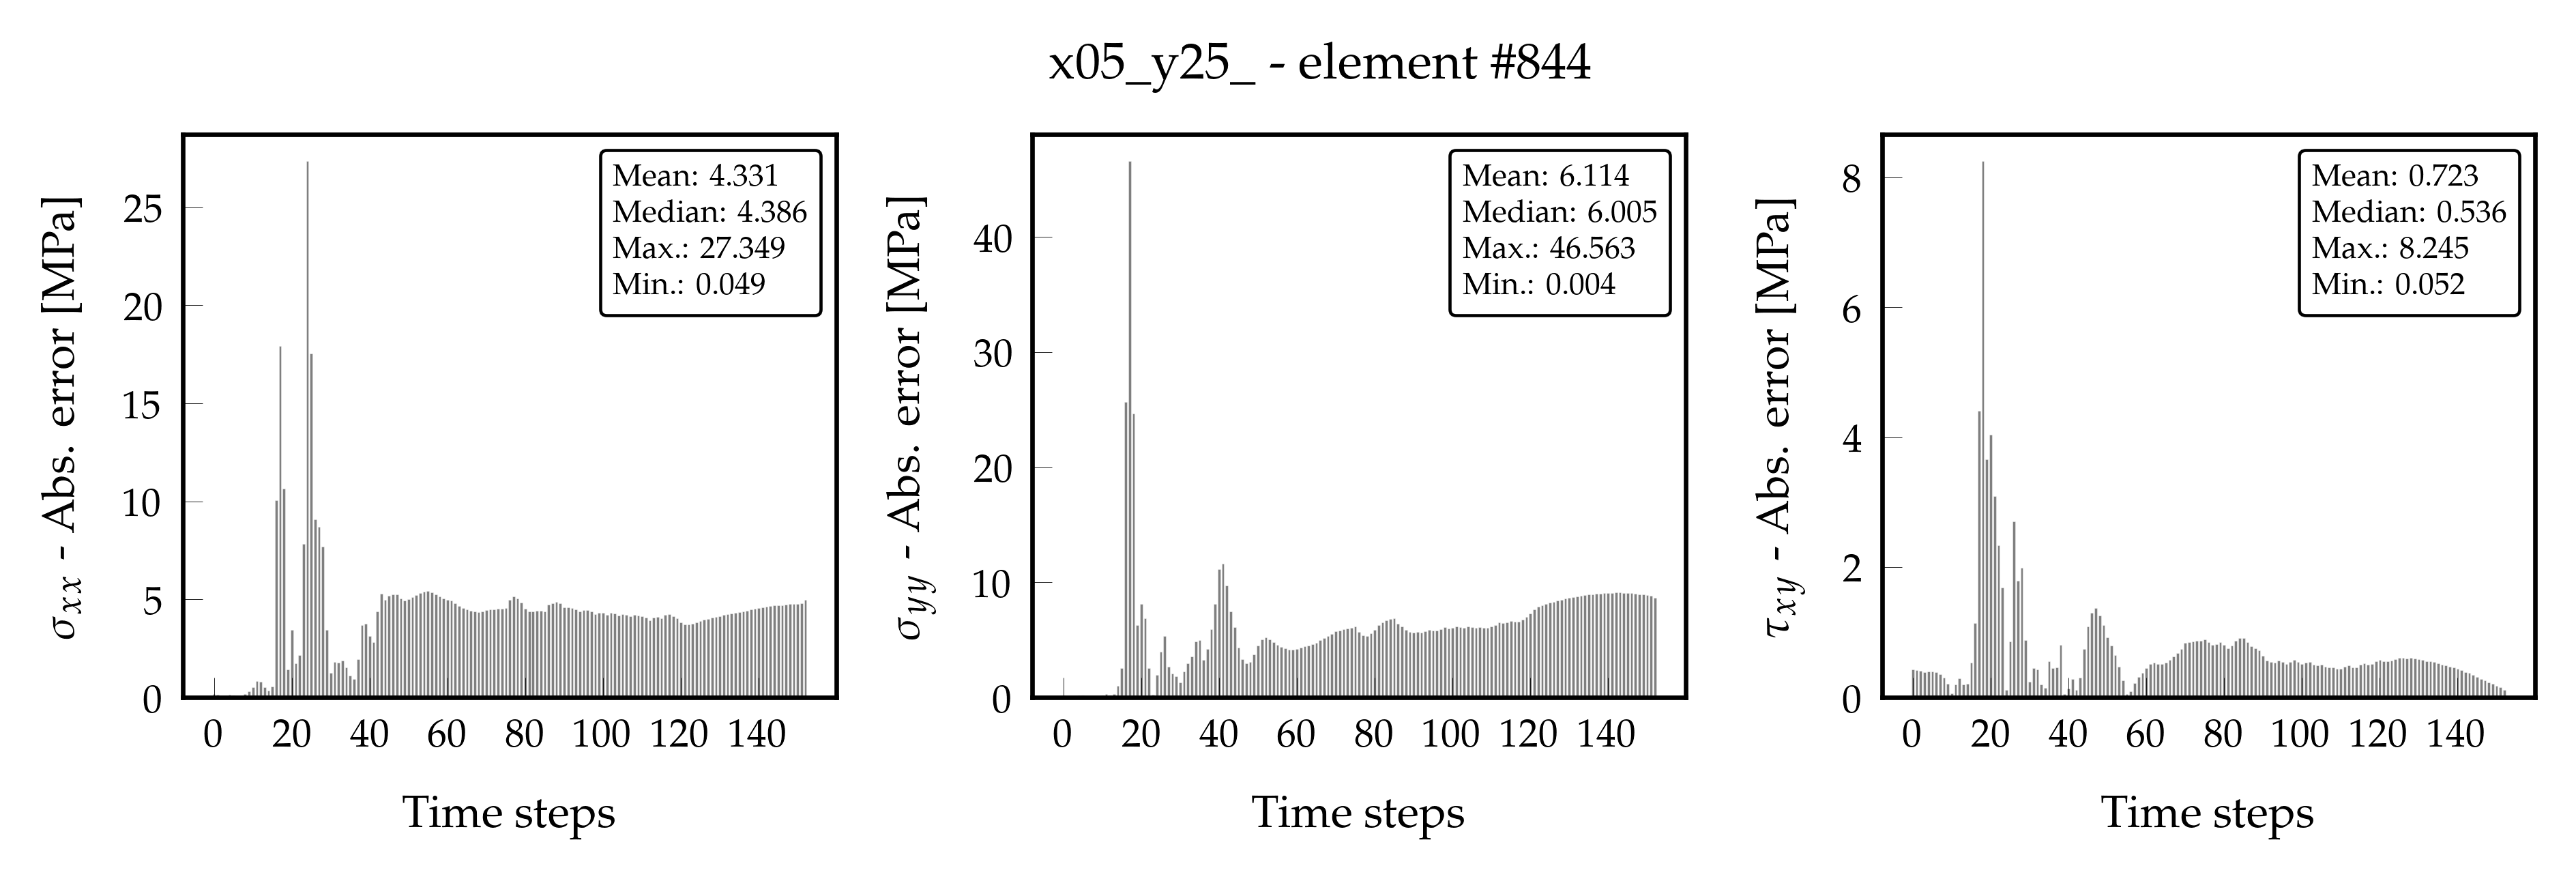 x05_y25_ - element #844
σxx - Abs. error [MPa]
25
20
15
10
5
0
Mean: 4.331
Median: 4.386
Max.: 27.349
Min.: 0.049
0 20 40 60 80 100 120 140
Time steps
σyy - Abs. error [MPa]
40
30
20
10
0
Mean: 6.114
Median: 6.005
Max.: 46.563
Min.: 0.004
0 20 40 60 80 100 120 140
Time steps
τxy - Abs. error [MPa]
8
6
4
2
0
Mean: 0.723
Median: 0.536
Max.: 8.245
Min.: 0.052
0 20 40 60 80 100 120 140
Time steps